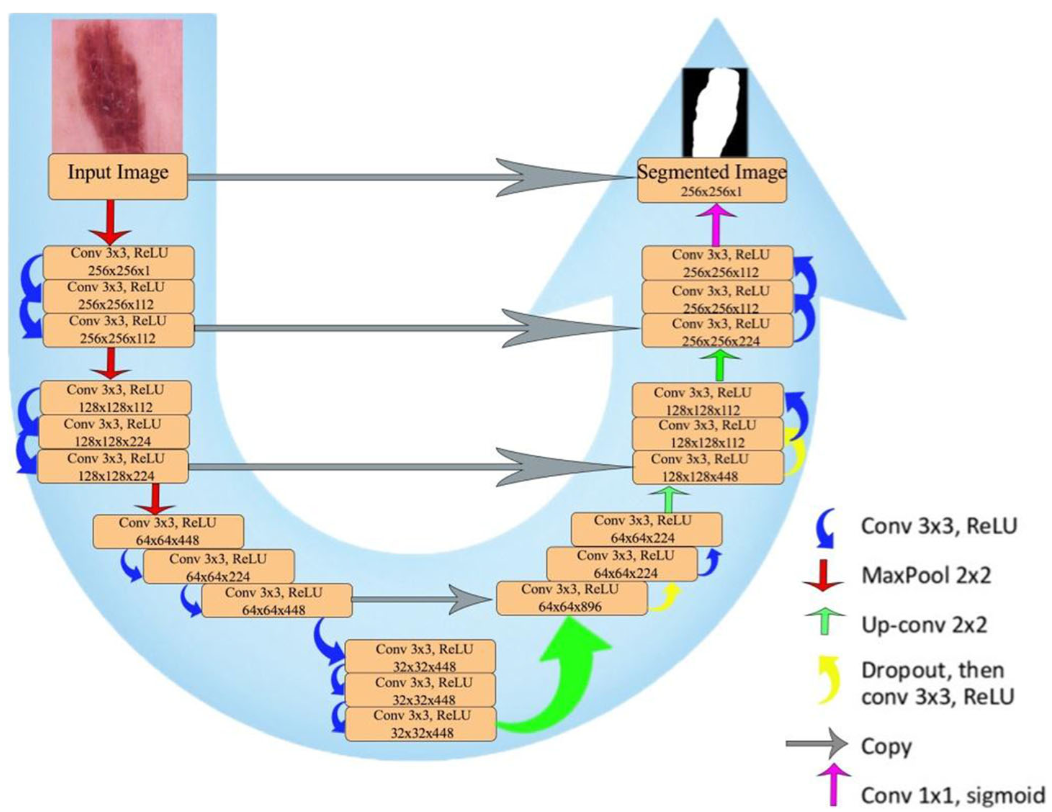 Input Image
Conv 3x3, ReLU
256x256x1
Conv 3x3, ReLU
256x256x112
Conv 3x3, ReLU
256x256x112
Conv 3x3, ReLU
128x128x112
Conv 3x3, ReLU
128x128x224
Conv 3x3, ReLU
128x128x224
Conv 3x3, ReLU
64x64x448
Conv 3x3, ReLU
64x64x224
Conv 3x3, ReLU
64x64x448
Conv 3x3, ReLU
32x32x448
Conv 3x3, ReLU
32x32x448
Conv 3x3, ReLU
32x32x448
Segmented Image
256x256x1
Conv 3x3, ReLU
256x256x112
Conv 3x3, ReLU
256x256x112
Conv 3x3, ReLU
256x256x224
Conv 3x3, ReLU
128x128x112
Conv 3x3, ReLU
128x128x112
Conv 3x3, ReLU
128x128x448
Conv 3x3, ReLU
64x64x224
Conv 3x3, ReLU
64x64x224
Conv 3x3, ReLU
64x64x896
Conv 3x3, ReLU
MaxPool 2x2
Up-conv 2x2
Dropout, then
conv 3x3, ReLU
Copy
Conv 1x1, sigmoid